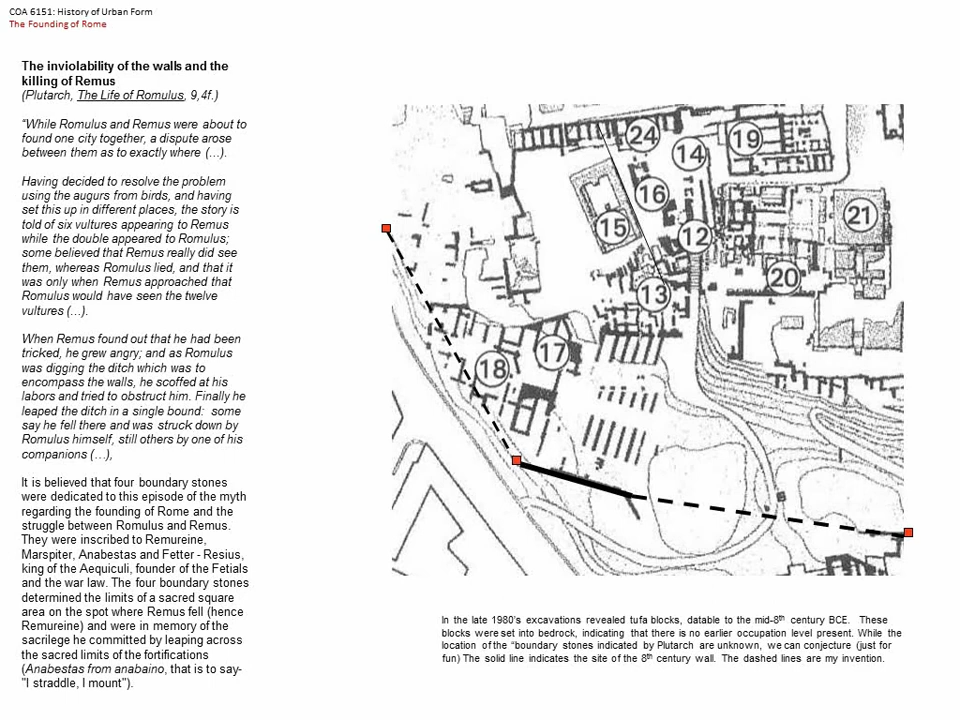 COA 6151: History of Urban Form
The Founding of Rome
The inviolability of the walls and the
killing of Remus
(Plutarch, The Life of Romulus, 9,4f.)
“While Romulus and Remus were about to
found one city together, a dispute arose
between them as to exactly where (…).
Having decided to resolve the problem
using the augurs from birds, and having
set this up in different places, the story is
told of six vultures appearing to Remus
while the double appeared to Romulus;
some believed that Remus really did see
them, whereas Romulus lied, and that it
was only when Remus approached that
Romulus would have seen the twelve
vultures (…).
When Remus found out that he had been
tricked, he grew angry; and as Romulus
was digging the ditch which was to
encompass the walls, he scoffed at his
labors and tried to obstruct him. Finally he
leaped the ditch in a single bound: some
say he fell there and was struck down by
Romulus himself, still others by one of his
companions (…),
It is believed that four boundary stones
were dedicated to this episode of the myth
regarding the founding of Rome and the
struggle between Romulus and Remus.
They were inscribed to Remureine,
Marspiter, Anabestas and Fetter - Resius,
king of the Aequiculi, founder of the Fetials
and the war law. The four boundary stones
determined the limits of a sacred square
area on the spot where Remus fell (hence
Remureine) and were in memory of the
sacrilege he committed by leaping across
the sacred limits of the fortifications
(Anabestas from anabaino, that is to say-
"I straddle, I mount").
24
19
14
16
15
21
12
20
13
17
18
In the late 1980's excavations revealed tufa blocks, datable to the mid-8th century BCE. These
blocks were set into bedrock, indicating that there is no earlier occupation level present. While the
location of the “boundary stones indicated by Plutarch are unknown, we can conjecture (just for
fun) The solid line indicates the site of the 8th century wall. The dashed lines are my invention.